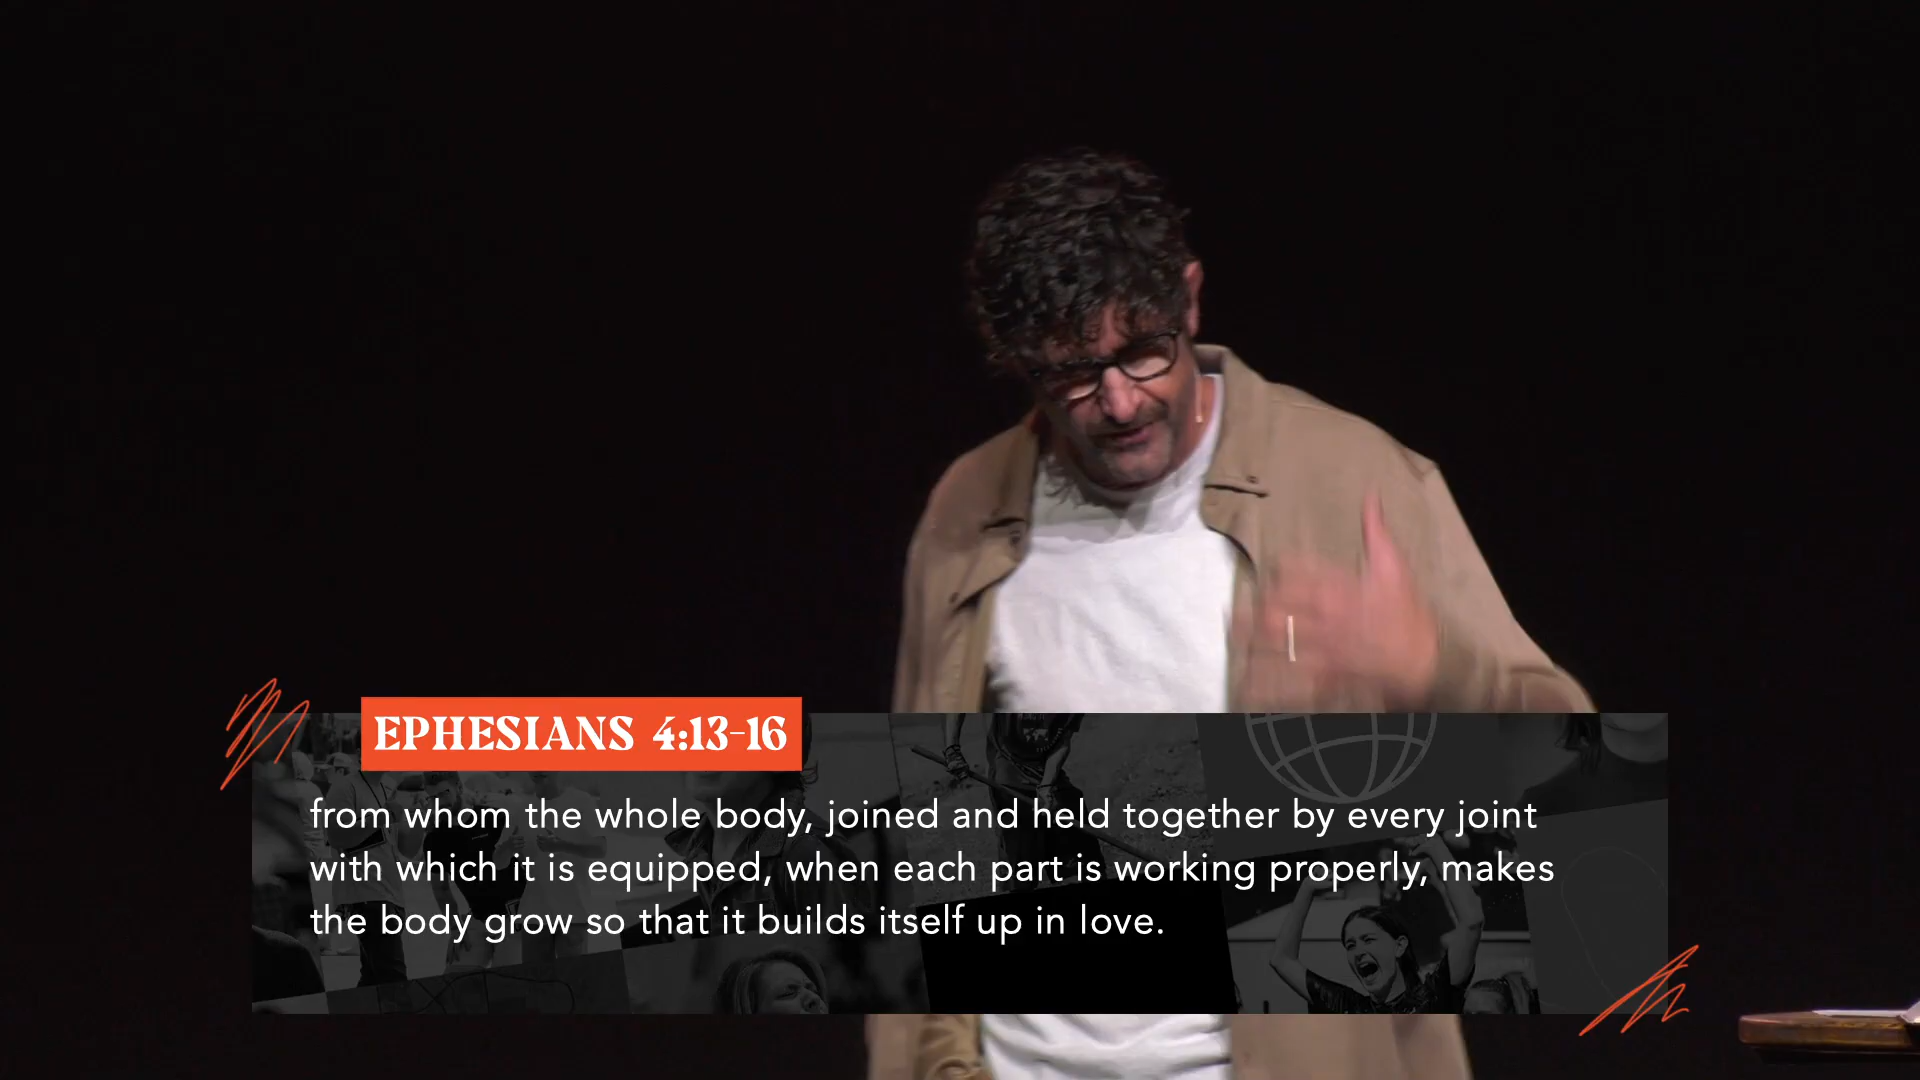 EPHESIANS 4:13-16
from whom the whole body, joined and held together by every joint
with which it is equipped, when each part is working properly, makes
the body grow so that it builds itself up in love.